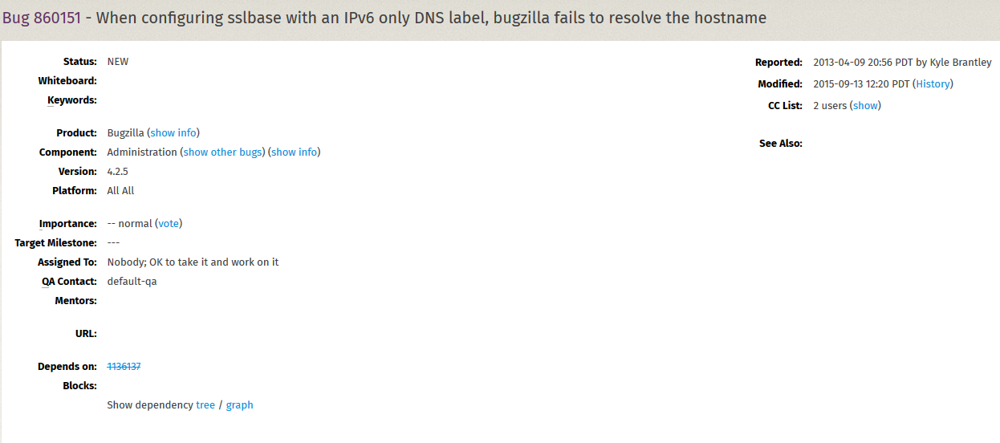 Bug 860151 - When configuring sslbase with an IPv6 only DNS label, bugzilla fails to resolve the hostname
Status: NEW
Whiteboard:
Keywords:
Product: Bugzilla (show info)
Component: Administration (show other bugs) (show info)
Version: 4.2.5
Platform: All All
Importance: -- normal (vote)
Target Milestone: ---
Assigned To: Nobody; OK to take it and work on it
QA Contact: default-qa
Mentors:
URL:
Depends on: 1136137
Blocks:
Show dependency tree / graph
Reported: 2013-04-09 20:56 PDT by Kyle Brantley
Modified: 2015-09-13 12:20 PDT (History)
CC List: 2 users (show)
See Also: